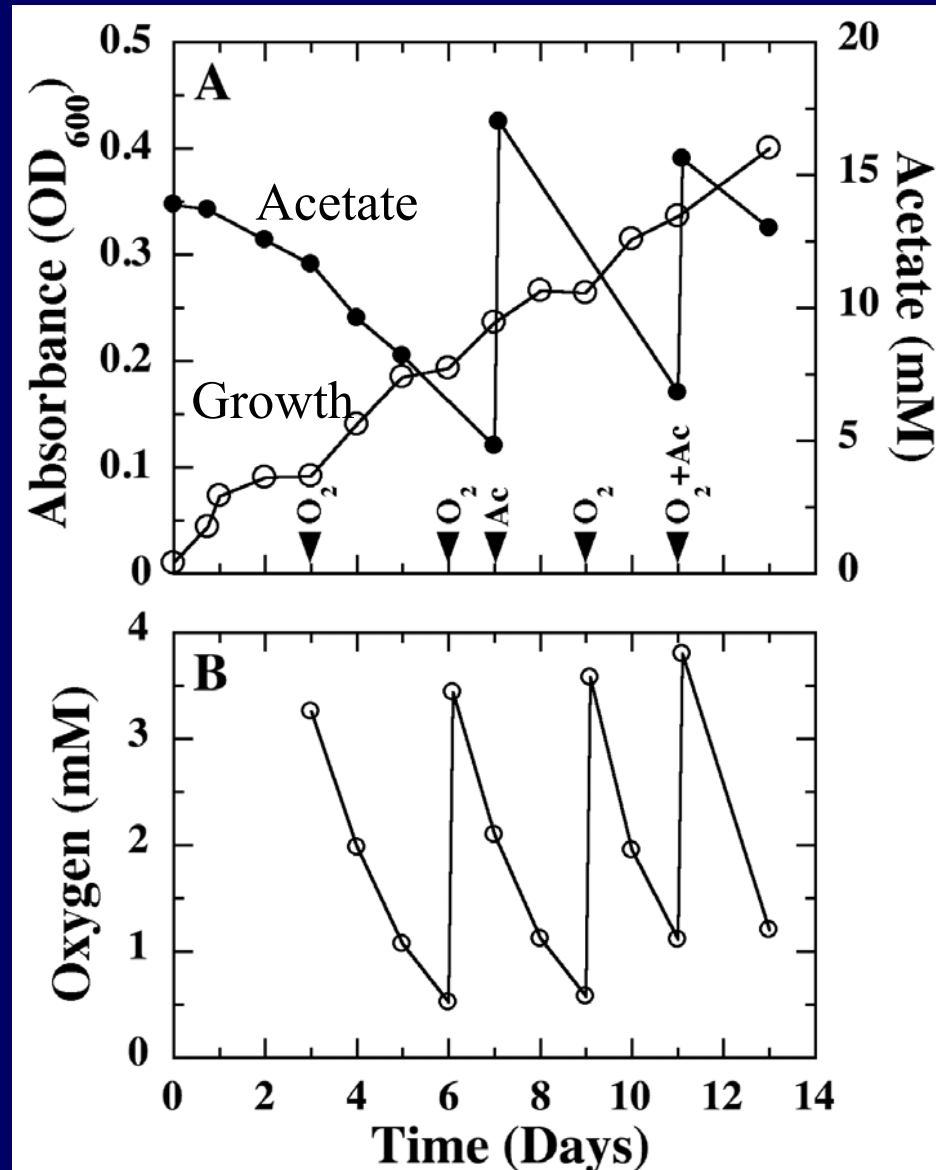 A
Absorbance (OD600)
0.5
0.4
0.3
0.2
0.1
0
Acetate
Growth
O2
O2
Ac
O2
O2+Ac
20
15
10
5
0
Acetate (mM)
B
Oxygen (mM)
4
3
2
1
0
0 2 4 6 8 10 12 14
Time (Days)